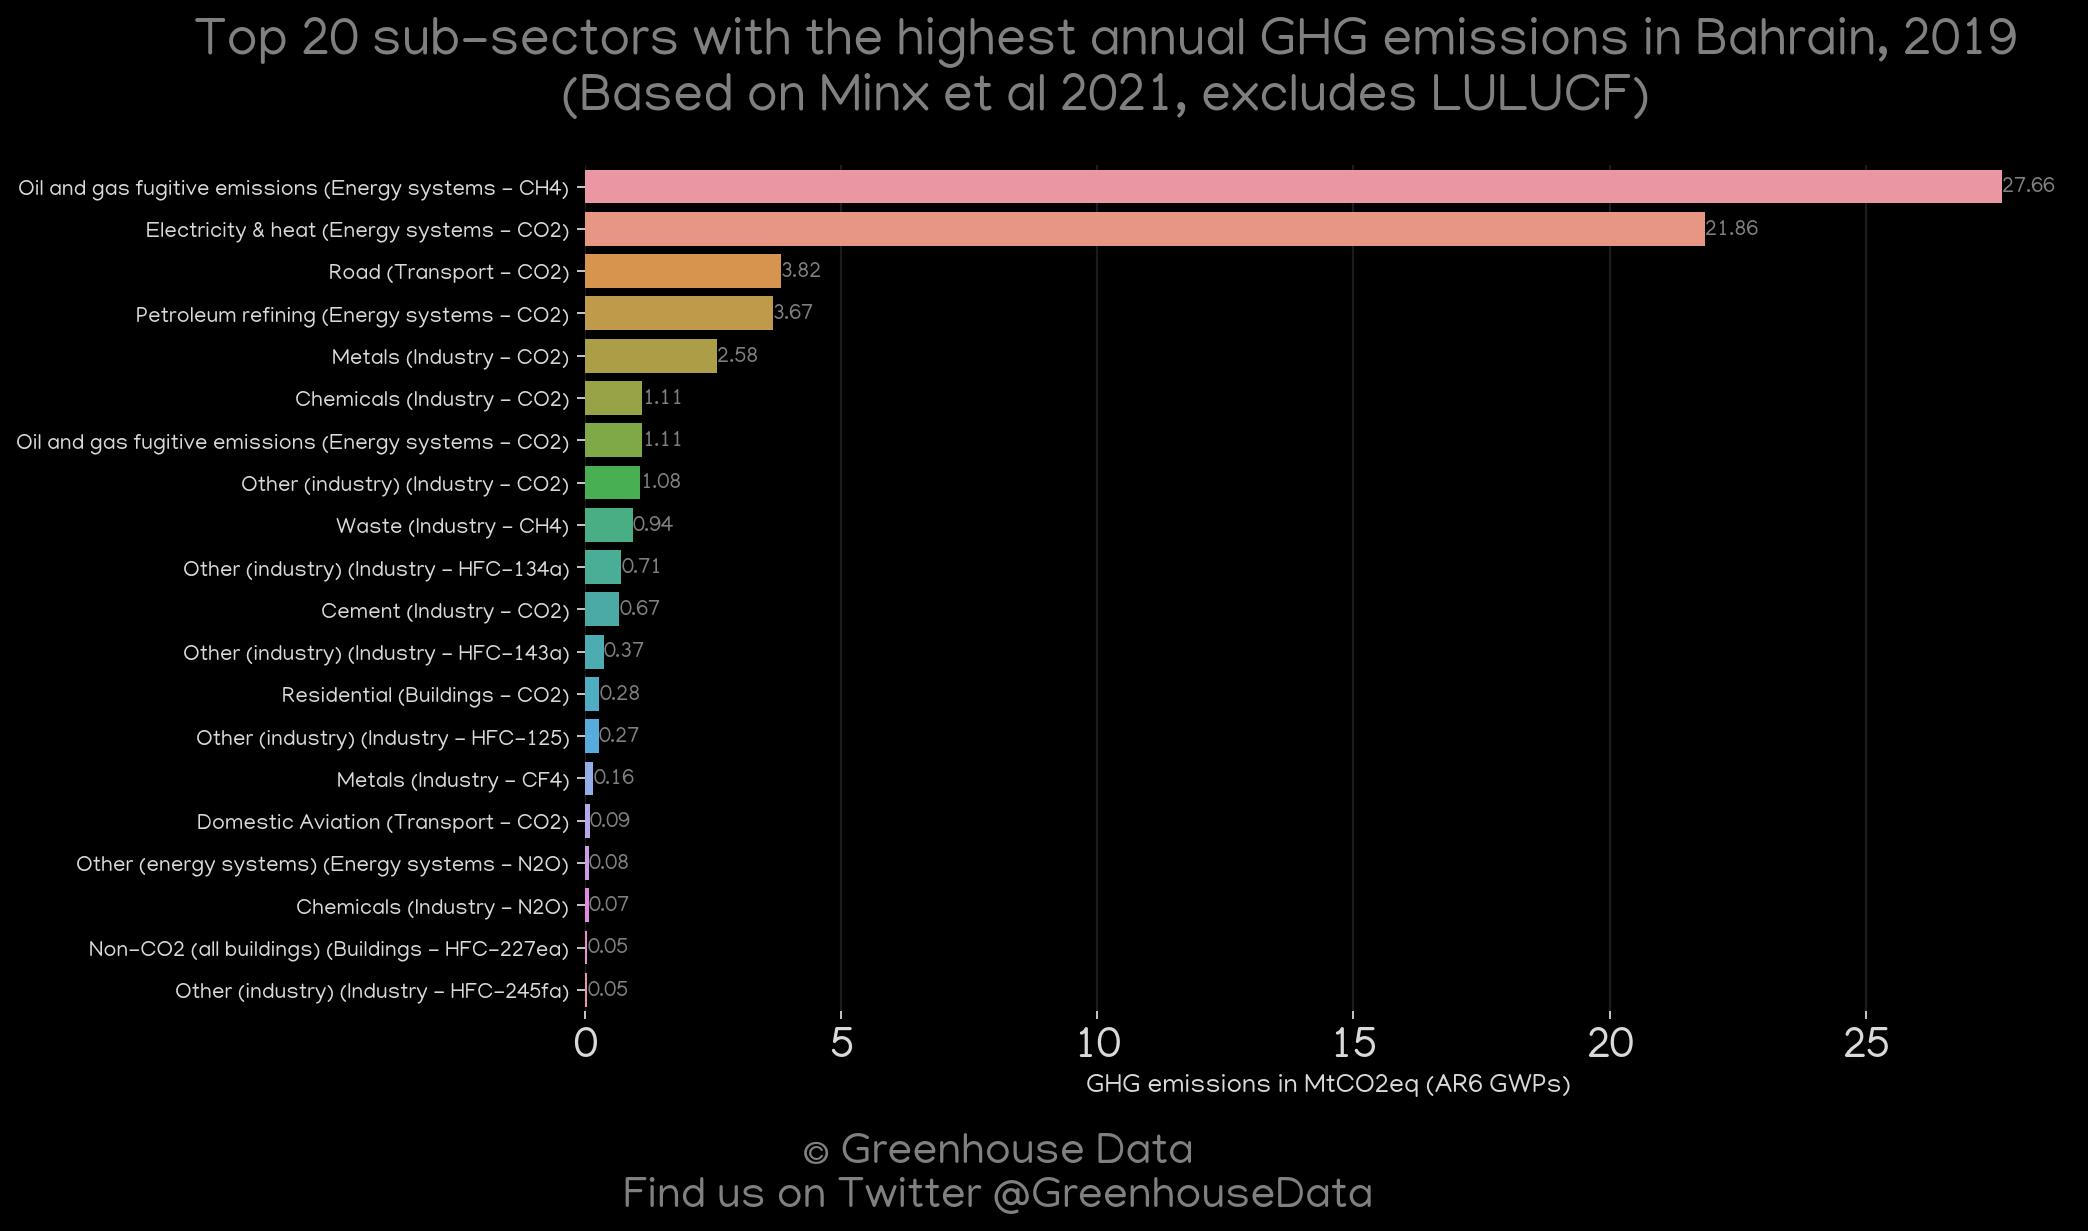 Top 20 sub-sectors with the highest annual GHG emissions in Bahrain, 2019
(Based on Minx et al 2021, excludes LULUCF)
Oil and gas fugitive emissions (Energy systems - CH4) 27.66
Electricity & heat (Energy systems - CO2) 21.86
Road (Transport - CO2) 3.82
Petroleum refining (Energy systems - CO2) 3.67
Metals (Industry - CO2) 2.58
Chemicals (Industry - CO2) 1.11
Oil and gas fugitive emissions (Energy systems - CO2) 1.11
Other (industry) (Industry - CO2) 1.08
Waste (Industry - CH4) 0.94
Other (industry) (Industry - HFC-134a) 0.71
Cement (Industry - CO2) 0.67
Other (industry) (Industry - HFC-143a) 0.37
Residential (Buildings - CO2) 0.28
Other (industry) (Industry - HFC-125) 0.27
Metals (Industry - CF4) 0.16
Domestic Aviation (Transport - CO2) 0.09
Other (energy systems) (Energy systems - N2O) 0.08
Chemicals (Industry - N2O) 0.07
Non-CO2 (all buildings) (Buildings - HFC-227ea) 0.05
Other (industry) (Industry - HFC-245fa) 0.05
0 5 10 15 20 25
GHG emissions in MtCO2eq (AR6 GWPs)
© Greenhouse Data
Find us on Twitter @GreenhouseData